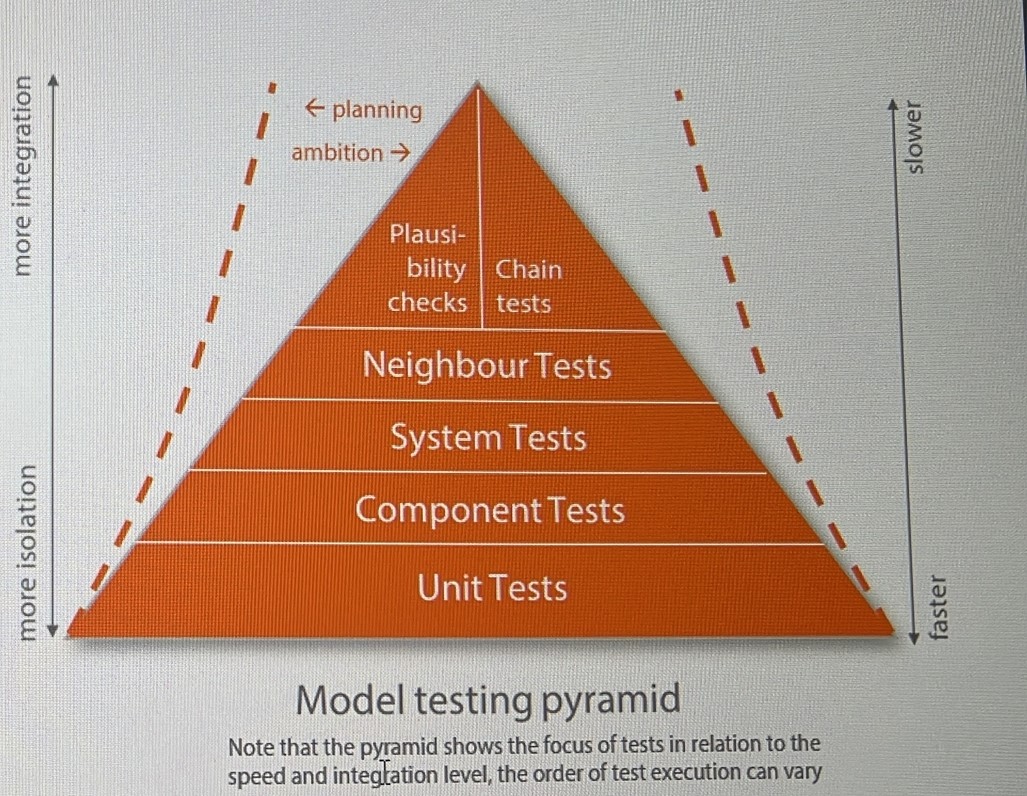 more integration
more isolation
← planning
ambition →
slower
faster
Plausi-
bility
checks
Chain
tests
Neighbour Tests
System Tests
Component Tests
Unit Tests
Model testing pyramid
Note that the pyramid shows the focus of tests in relation to the
speed and integration level, the order of test execution can vary